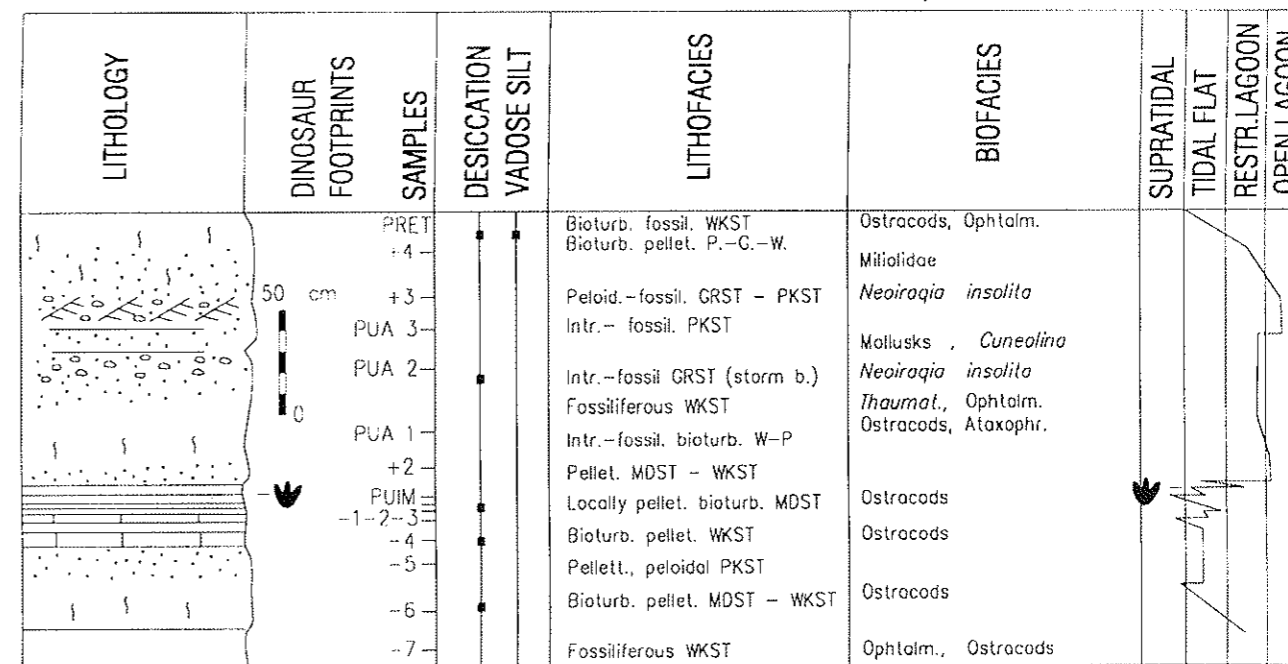 LITHOLOGY
DINOSAUR
FOOTPRINTS
SAMPLES
DESICCATION
VADOSE SILT
LITHOFACIES
BIOFACIES
SUPRATIDAL
TIDAL FLAT
RESTR.LAGOON
OPEN LAGOON
PRET
Bioturb. fossil. WKST
Ostracods, Ophtalm.
+4
Bioturb. pellet. P.-G.-W.
Miliolidae
50 cm
+3
Peloid.-fossil. GRST - PKST
Neoiraqia insolita
PUA 3
Intr.- fossil. PKST
Mollusks , Cuneolina
PUA 2
Intr.-fossil GRST (storm b.)
Neoiraqia insolita
0
Fossiliferous WKST
Thaumat., Ophtalm.
PUA 1
Intr.-fossil. bioturb. W-P
Ostracods, Ataxophr.
+2
Pellet. MDST - WKST
PUIM
Locally pellet. bioturb. MDST
Ostracods
-1-2-3
-4
Bioturb. pellet. WKST
Ostracods
-5
Pellett., peloidal PKST
-6
Bioturb. pellet. MDST - WKST
Ostracods
-7
Fossiliferous WKST
Ophtalm., Ostracods